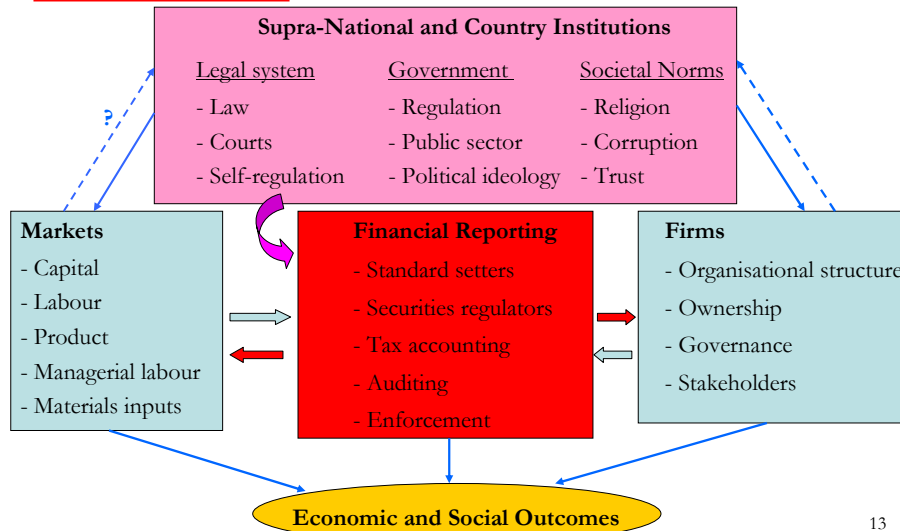 Supra-National and Country Institutions
Legal system
- Law
- Courts
- Self-regulation
Government
- Regulation
- Public sector
- Political ideology
Societal Norms
- Religion
- Corruption
- Trust
?
Markets
- Capital
- Labour
- Product
- Managerial labour
- Materials inputs
Financial Reporting
- Standard setters
- Securities regulators
- Tax accounting
- Auditing
- Enforcement
Firms
- Organisational structure
- Ownership
- Governance
- Stakeholders
Economic and Social Outcomes
13